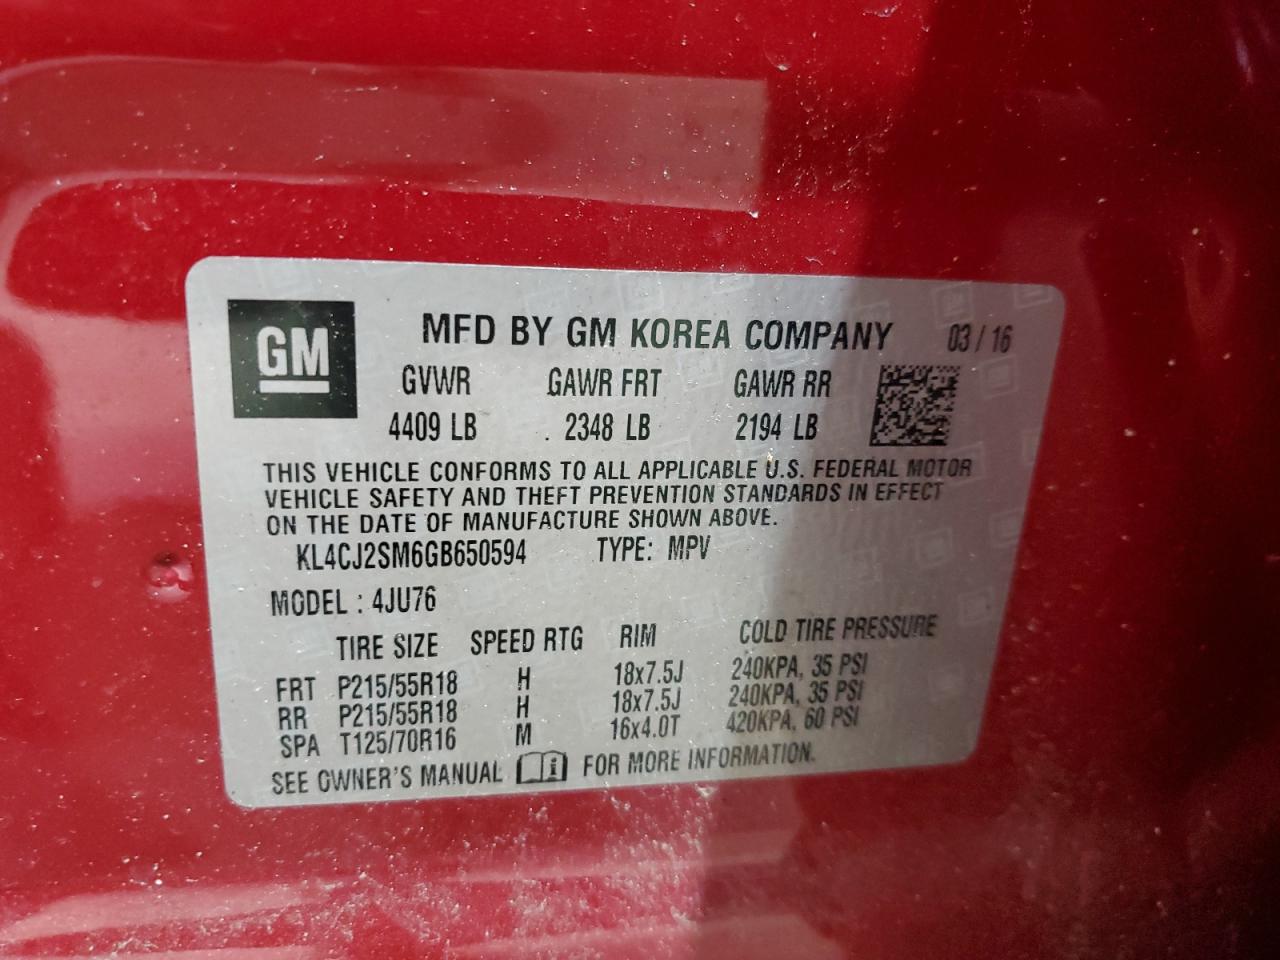 GM
MFD BY GM KOREA COMPANY 03/16
GVWR GAWR FRT GAWR RR
4409 LB . 2348 LB 2194 LB
THIS VEHICLE CONFORMS TO ALL APPLICABLE U.S. FEDERAL MOTOR
VEHICLE SAFETY AND THEFT PREVENTION STANDARDS IN EFFECT
ON THE DATE OF MANUFACTURE SHOWN ABOVE.
KL4CJ2SM6GB650594 TYPE: MPV
MODEL : 4JU76
TIRE SIZE SPEED RTG RIM COLD TIRE PRESSURE
FRT P215/55R18 H 18x7.5J 240KPA, 35 PSI
RR P215/55R18 H 18x7.5J 240KPA, 35 PSI
SPA T125/70R16 M 16x4.0T 420KPA, 60 PSI
SEE OWNER'S MANUAL i FOR MORE INFORMATION.